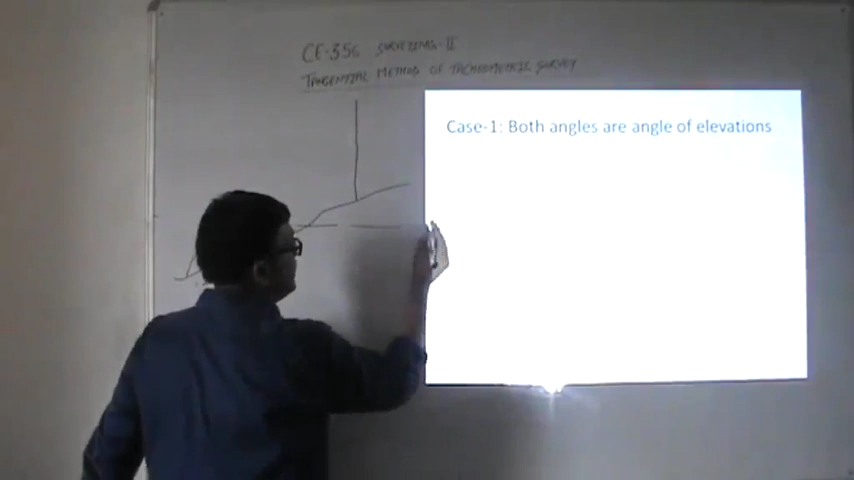 CE-356 SURVEYING-II
TANGENTIAL METHOD OF TACHEOMETRIC SURVEY
Case-1: Both angles are angle of elevations